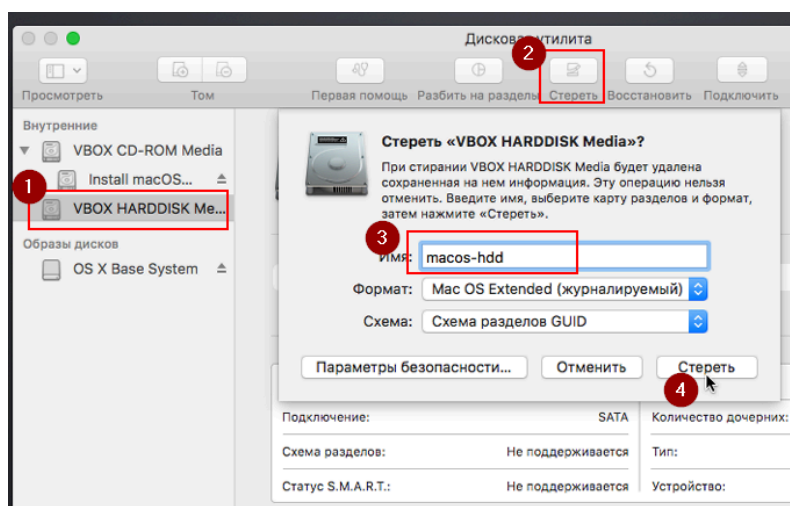 Дисковая утилита
2
Просмотреть Том Первая помощь Разбить на разделы Стереть Восстановить Подключить
Внутренние
VBOX CD-ROM Media
Install macOS...
1
VBOX HARDDISK Me...
Образы дисков
OS X Base System
Стереть «VBOX HARDDISK Media»?
При стирании VBOX HARDDISK Media будет удалена
сохраненная на нем информация. Эту операцию нельзя
отменить. Введите имя, выберите карту разделов и формат,
затем нажмите «Стереть».
3
Имя: macos-hdd
Формат: Mac OS Extended (журналируемый)
Схема: Схема разделов GUID
Параметры безопасности... Отменить Стереть
4
Подключение: SATA Количество дочерних:
Схема разделов: Не поддерживается Тип:
Статус S.M.A.R.T.: Не поддерживается Устройство: